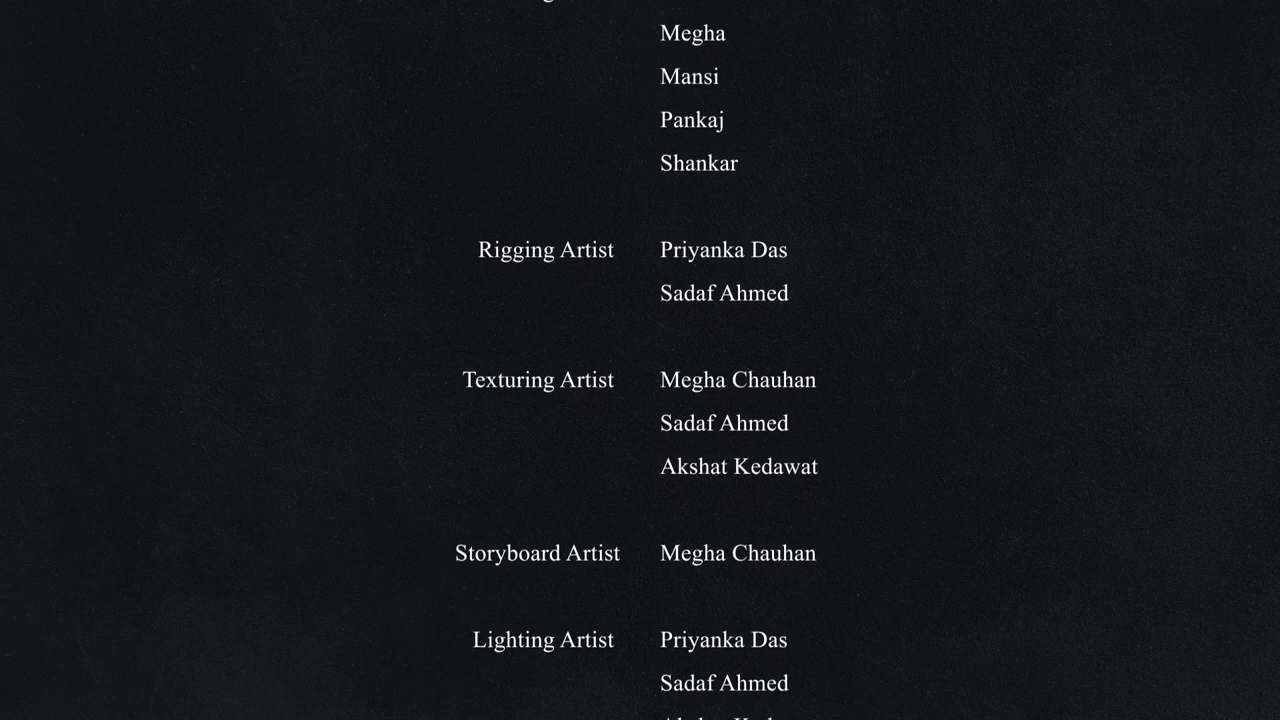 Megha
Mansi
Pankaj
Shankar
Rigging Artist Priyanka Das
Sadaf Ahmed
Texturing Artist Megha Chauhan
Sadaf Ahmed
Akshat Kedawat
Storyboard Artist Megha Chauhan
Lighting Artist Priyanka Das
Sadaf Ahmed